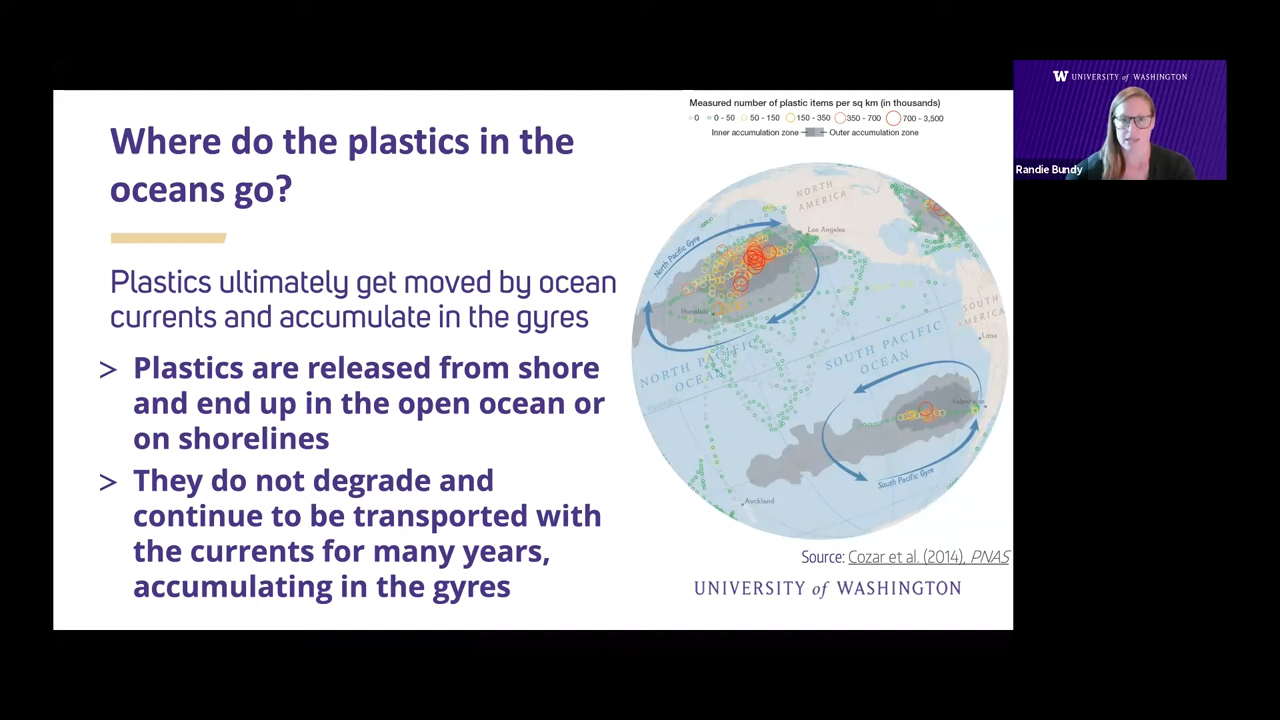 Where do the plastics in the
oceans go?
Plastics ultimately get moved by ocean
currents and accumulate in the gyres
> Plastics are released from shore
and end up in the open ocean or
on shorelines
> They do not degrade and
continue to be transported with
the currents for many years,
accumulating in the gyres
Measured number of plastic items per sq km (in thousands)
0 0 - 50 50 - 150 150 - 350 350 - 700 700 - 3,500
Inner accumulation zone Outer accumulation zone
NORTH
AMERICA
Los Angeles
North Pacific Gyre
Honolulu
NORTH PACIFIC
OCEAN
SOUTH PACIFIC
OCEAN
SOUTH
AMERICA
Lima
Valparaiso
South Pacific Gyre
Auckland
Source: Cozar et al. (2014), PNAS
UNIVERSITY of WASHINGTON
W UNIVERSITY of WASHINGTON
Randie Bundy